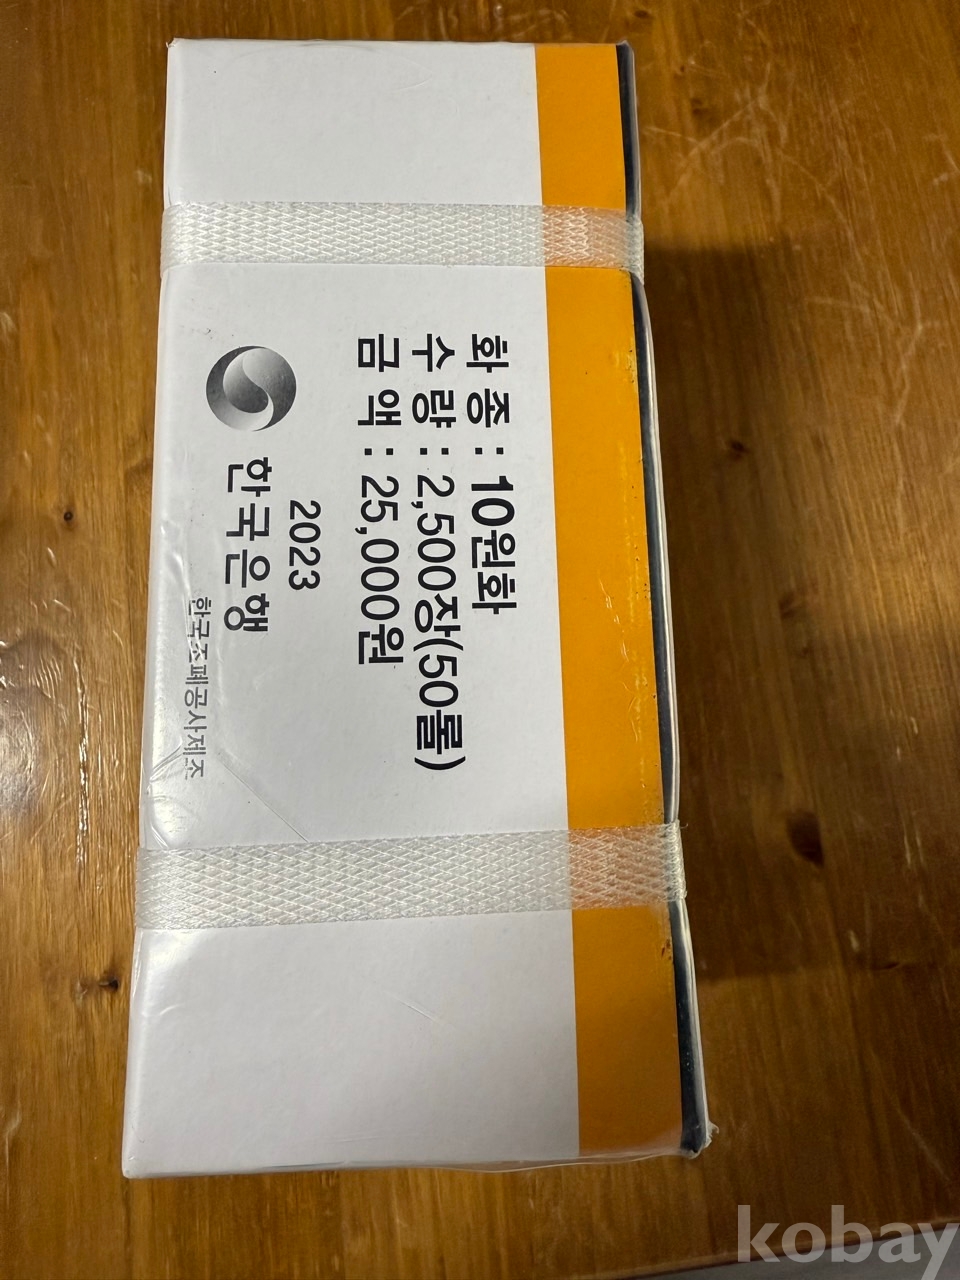 화 종 : 10원화
수 량 : 2,500장(50롤)
금 액 : 25,000원
2023
한국은행
한국조폐공사제조
kobay